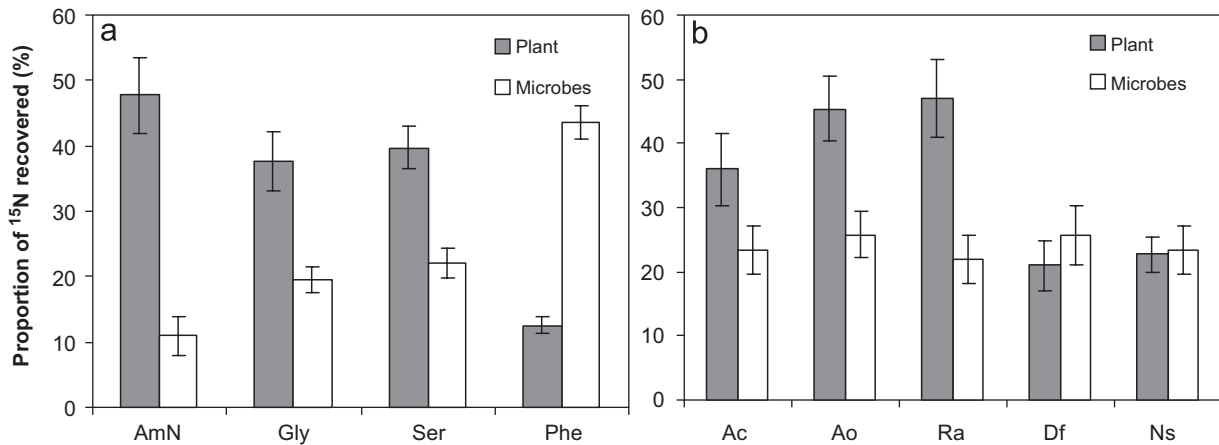 Proportion of ¹⁵N recovered (%)
a
Plant
Microbes
60
50
40
30
20
10
0
AmN Gly Ser Phe
b
Plant
Microbes
60
50
40
30
20
10
0
Ac Ao Ra Df Ns